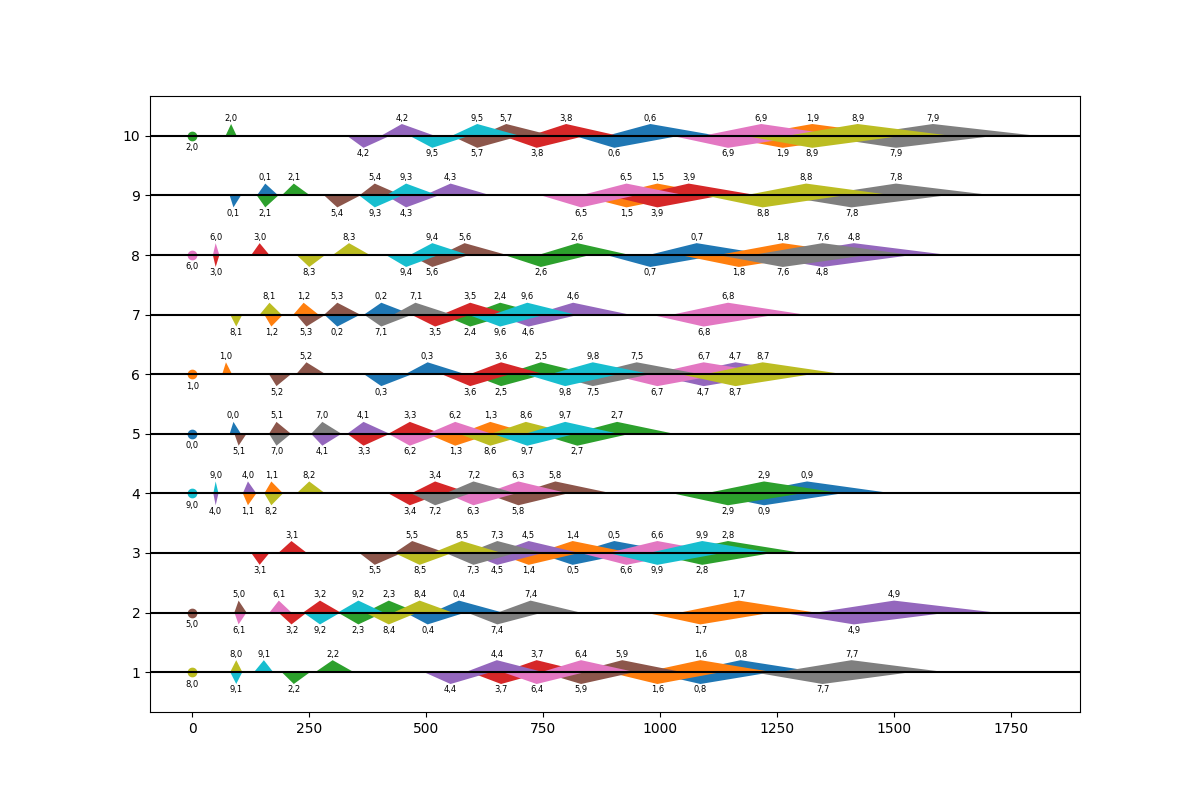 2,0 4,2 9,5 5,7 3,8 0,6 6,9 1,9 8,9 7,9
10
2,0 4,2 9,5 5,7 3,8 0,6 6,9 1,9 8,9 7,9
0,1 2,1 5,4 9,3 4,3 6,5 1,5 3,9 8,8 7,8
9
0,1 2,1 5,4 9,3 4,3 6,5 1,5 3,9 8,8 7,8
6,0 3,0 8,3 9,4 5,6 2,6 0,7 1,8 7,6 4,8
8
6,0 3,0 8,3 9,4 5,6 2,6 0,7 1,8 7,6 4,8
8,1 1,2 5,3 0,2 7,1 3,5 2,4 9,6 4,6 6,8
7
8,1 1,2 5,3 0,2 7,1 3,5 2,4 9,6 4,6 6,8
1,0 5,2 0,3 3,6 2,5 9,8 7,5 6,7 4,7 8,7
6
1,0 5,2 0,3 3,6 2,5 9,8 7,5 6,7 4,7 8,7
0,0 5,1 7,0 4,1 3,3 6,2 1,3 8,6 9,7 2,7
5
0,0 5,1 7,0 4,1 3,3 6,2 1,3 8,6 9,7 2,7
9,0 4,0 1,1 8,2 3,4 7,2 6,3 5,8 2,9 0,9
4
9,0 4,0 1,1 8,2 3,4 7,2 6,3 5,8 2,9 0,9
3,1 5,5 8,5 7,3 4,5 1,4 0,5 6,6 9,9 2,8
3
3,1 5,5 8,5 7,3 4,5 1,4 0,5 6,6 9,9 2,8
5,0 6,1 3,2 9,2 2,3 8,4 0,4 7,4 1,7 4,9
2
5,0 6,1 3,2 9,2 2,3 8,4 0,4 7,4 1,7 4,9
8,0 9,1 2,2 4,4 3,7 6,4 5,9 1,6 0,8 7,7
1
8,0 9,1 2,2 4,4 3,7 6,4 5,9 1,6 0,8 7,7
0 250 500 750 1000 1250 1500 1750